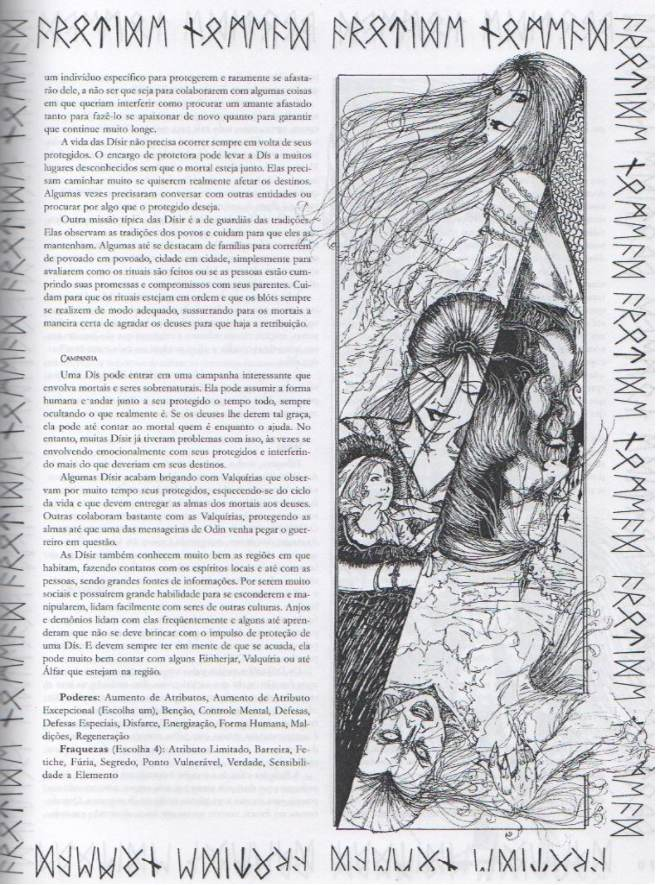 um indivíduo específico para protegerem e raramente se afasta-
rão dele, a não ser que seja para colaborarem com algumas coisas
em que queriam interferir como procurar um amante afastado
tanto para fazê-lo se apaixonar de novo quanto para garantir
que continue muito longe.
A vida das Dísir não precisa ocorrer sempre em volta de seus
protegidos. O encargo de protetora pode levar a Dís a muitos
lugares desconhecidos sem que o mortal esteja junto. Elas preci-
sam caminhar muito se quiserem realmente afetar os destinos.
Algumas vezes precisaram conversar com outras entidades ou
procurar por algo que o protegido deseja.
Outra missão típica das Dísir é a de guardiãs das tradições.
Elas observam as tradições dos povos e cuidam para que eles as
mantenham. Algumas até se destacam de famílias para correrem
de povoado em povoado, cidade em cidade, simplesmente para
avaliarem como os rituais são feitos ou se as pessoas estão cum-
prindo suas promessas e compromissos com seus parentes. Cui-
dam para que os rituais estejam em ordem e que os blóts sempre
se realizem de modo adequado, sussurrando para os mortais a
maneira certa de agradar os deuses para que haja a retribuição.
CAMPANHA
Uma Dís pode entrar em uma campanha interessante que
envolva mortais e seres sobrenaturais. Ela pode assumir a forma
humana e andar junto a seu protegido o tempo todo, sempre
ocultando o que realmente é. Se os deuses lhe derem tal graça,
ela pode até contar ao mortal quem é enquanto o ajuda. No
entanto, muitas Dísir já tiveram problemas com isso, às vezes se
envolvendo emocionalmente com seus protegidos e interferin-
do mais do que deveriam em seus destinos.
Algumas Dísir acabam brigando com Valquírias que obser-
vam por muito tempo seus protegidos, esquecendo-se do ciclo
da vida e que devem entregar as almas dos mortais aos deuses.
Outras colaboram bastante com as Valquírias, protegendo as
almas até que uma das mensageiras de Odin venha pegar o guer-
reiro em questão.
As Dísir também conhecem muito bem as regiões em que
habitam, fazendo contatos com os espíritos locais e até com as
pessoas, sendo grandes fontes de informações. Por serem muito
sociais e possuírem grande habilidade para se esconderem e ma-
nipularem, lidam facilmente com seres de outras culturas. Anjos
e demônios lidam com elas freqüentemente e alguns até apren-
deram que não se deve brincar com o impulso de proteção de
uma Dís. E devem sempre ter em mente de que se acuada, ela
pode muito bem contar com alguns Einherjar, Valquíria ou até
Álfar que estejam na região.
Poderes: Aumento de Atributos, Aumento de Atributo
Excepcional (Escolha um), Benção, Controle Mental, Defesas,
Defesas Especiais, Disfarce, Energização, Forma Humana, Mal-
dições, Regeneração
Fraquezas (Escolha 4): Atributo Limitado, Barreira, Fe-
tiche, Fúria, Segredo, Ponto Vulnerável, Verdade, Sensibili-
dade a Elemento